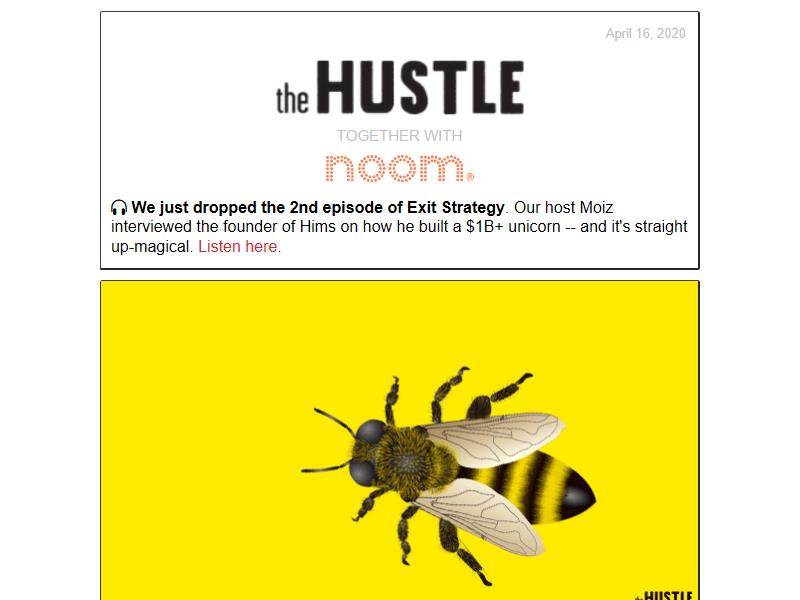 April 16, 2020
the HUSTLE
TOGETHER WITH
noom®
We just dropped the 2nd episode of Exit Strategy. Our host Moiz
interviewed the founder of Hims on how he built a $1B+ unicorn -- and it's straight
up-magical. Listen here.
the HUSTLE